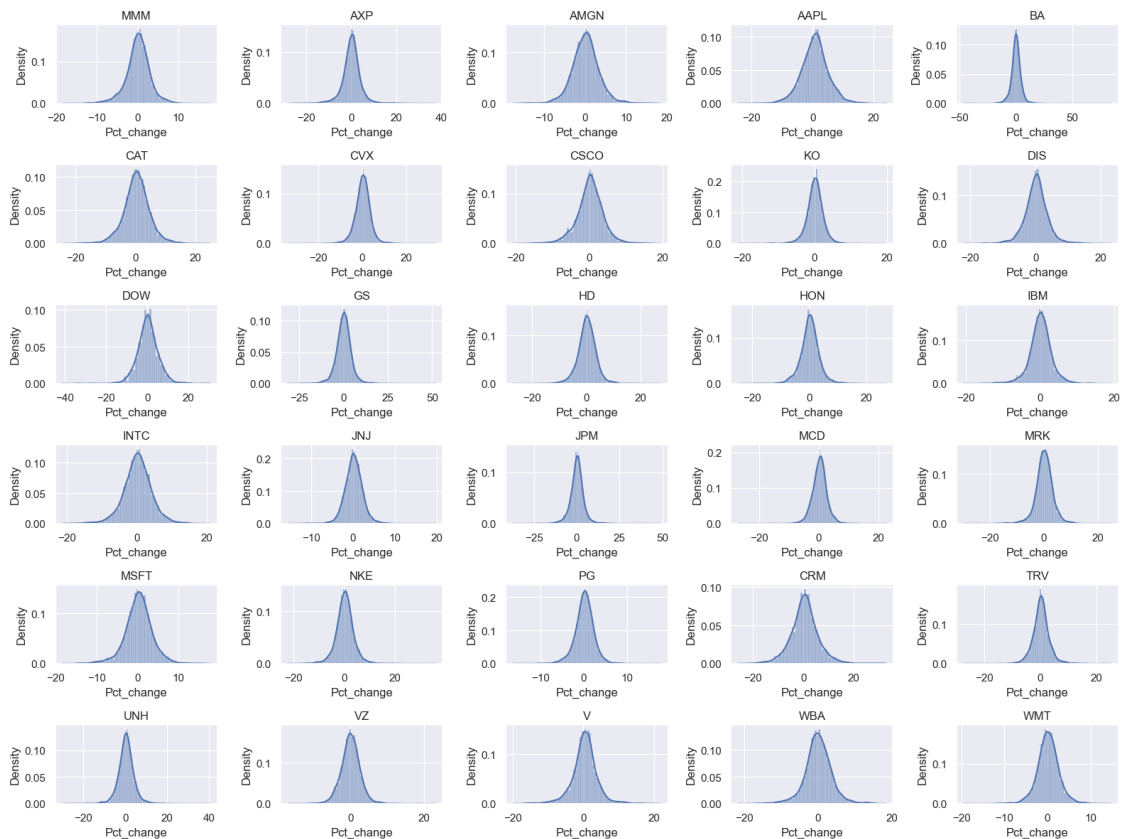 MMM AXP AMGN AAPL BA
Density Density Density Density Density
0.1 0.1 0.1 0.10 0.10
0.05 0.05
0.0 0.0 0.0 0.00 0.00
−20 −10 0 10 −20 0 20 40 −10 0 10 20 −20 0 20 −50 0 50
Pct_change Pct_change Pct_change Pct_change Pct_change
CAT CVX CSCO KO DIS
Density Density Density Density Density
0.10 0.1 0.1 0.2 0.1
0.05 0.1
0.00 0.0 0.0 0.0 0.0
−20 0 20 −20 0 20 −20 −10 0 10 20 −20 −10 0 10 20 −20 −10 0 10 20
Pct_change Pct_change Pct_change Pct_change Pct_change
DOW GS HD HON IBM
Density Density Density Density Density
0.10 0.10 0.1 0.1 0.1
0.05 0.05
0.00 0.00 0.0 0.0 0.0
−40 −20 0 20 −25 0 25 50 −20 0 20 −20 0 20 −20 −10 0 10 20
Pct_change Pct_change Pct_change Pct_change Pct_change
INTC JNJ JPM MCD MRK
Density Density Density Density Density
0.10 0.2 0.1 0.2 0.1
0.05 0.1 0.1
0.00 0.0 0.0 0.0 0.0
−20 0 20 −10 0 10 20 −25 0 25 50 −20 −10 0 10 20 −20 0 20
Pct_change Pct_change Pct_change Pct_change Pct_change
MSFT NKE PG CRM TRV
Density Density Density Density Density
0.1 0.1 0.2 0.10 0.1
0.1 0.05
0.0 0.0 0.0 0.00 0.0
−20 −10 0 10 −20 0 20 −10 0 10 −20 0 20 −20 0 20
Pct_change Pct_change Pct_change Pct_change Pct_change
UNH VZ V WBA WMT
Density Density Density Density Density
0.10 0.1 0.1 0.10 0.1
0.05 0.05
0.00 0.0 0.0 0.00 0.0
−20 0 20 40 −20 0 20 −20 −10 0 10 20 −20 −10 0 10 20 −20 −10 0 10
Pct_change Pct_change Pct_change Pct_change Pct_change